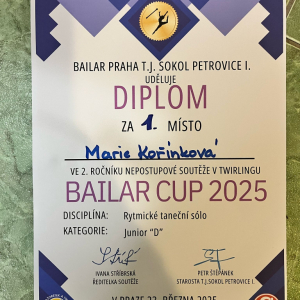 BAILAR PRAHA T.J. SOKOL PETROVICE I.
UDĚLUJE
DIPLOM
ZA 1. MÍSTO
Marie Kořínková
VE 2. ROČNÍKU NEPOSTUPOVÉ SOUTĚŽE V TWIRLINGU
BAILAR CUP 2025
DISCIPLÍNA: Rytmické taneční sólo
KATEGORIE: Junior "D"
IVANA STŘÍBRSKÁ
ŘEDITELKA SOUTĚŽE
PETR ŠTĚPÁNEK
STAROSTA T.J. SOKOL PETROVICE I.
V PRAZE 22. BŘEZNA 2025